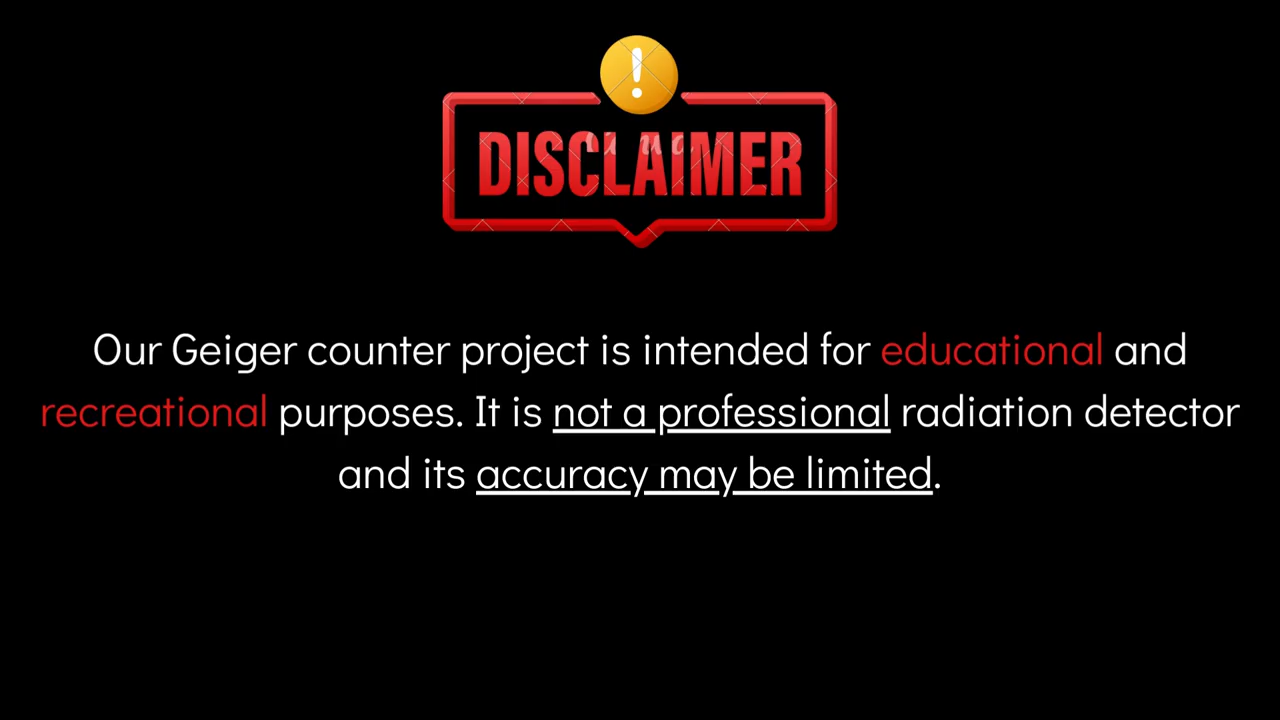 !
DISCLAIMER
Our Geiger counter project is intended for educational and
recreational purposes. It is not a professional radiation detector
and its accuracy may be limited.